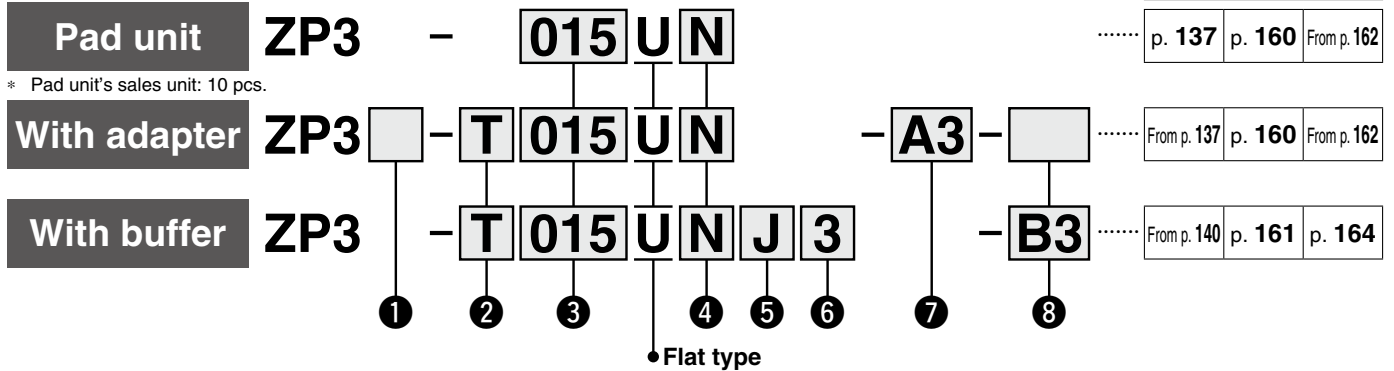 Pad unit ZP3 - 015 U N ······· p. 137 p. 160 From p. 162
* Pad unit's sales unit: 10 pcs.
With adapter ZP3 - T 015 U N - A3 - ······· From p. 137 p. 160 From p. 162
With buffer ZP3 - T 015 U N J 3 - B3 ······· From p. 140 p. 161 p. 164
❶ ❷ ❸ ❹ ❺ ❻ ❼ ❽
Flat type